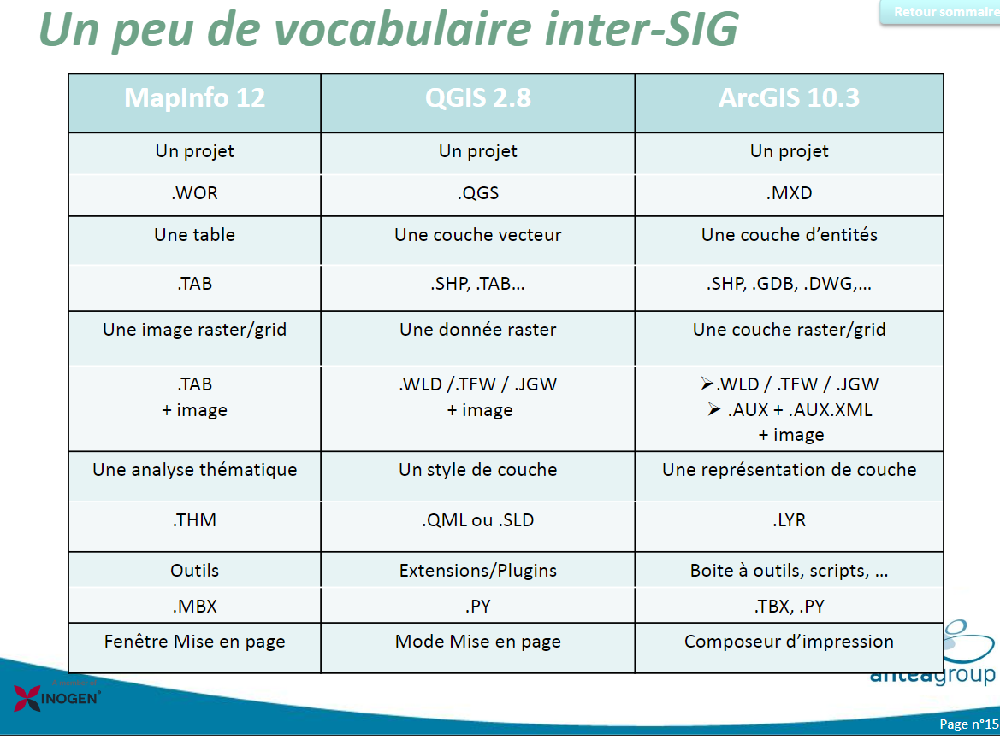 Un peu de vocabulaire inter-SIG
Retour sommaire
MapInfo 12 QGIS 2.8 ArcGIS 10.3
Un projet Un projet Un projet
.WOR .QGS .MXD
Une table Une couche vecteur Une couche d’entités
.TAB .SHP, .TAB… .SHP, .GDB, .DWG,…
Une image raster/grid Une donnée raster Une couche raster/grid
.TAB .WLD /.TFW / .JGW ➢.WLD / .TFW / .JGW
+ image + image ➢ .AUX + .AUX.XML
+ image
Une analyse thématique Un style de couche Une représentation de couche
.THM .QML ou .SLD .LYR
Outils Extensions/Plugins Boite à outils, scripts, …
.MBX .PY .TBX, .PY
Fenêtre Mise en page Mode Mise en page Composeur d’impression
anteagroup
INOGEN®
Page n°15